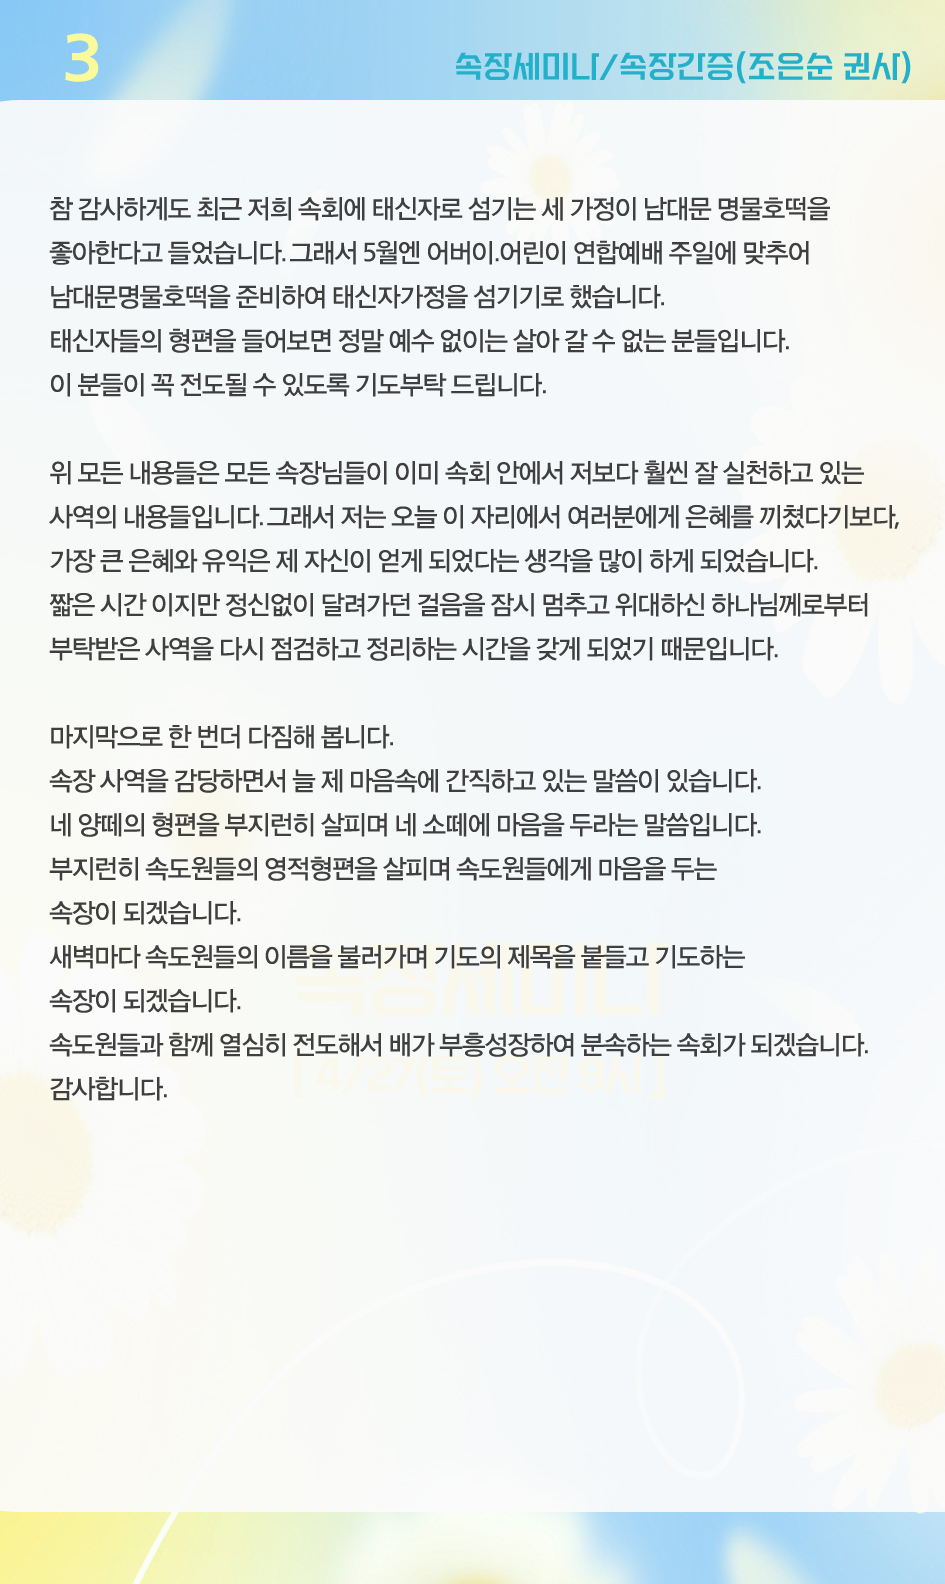 3
속장세미나/속장간증(조은순 권사)
참 감사하게도 최근 저희 속회에 태신자로 섬기는 세 가정이 남대문 명물호떡을
좋아한다고 들었습니다.그래서 5월엔 어버이.어린이 연합예배 주일에 맞추어
남대문명물호떡을 준비하여 태신자가정을 섬기기로 했습니다.
태신자들의 형편을 들어보면 정말 예수 없이는 살아 갈 수 없는 분들입니다.
이 분들이 꼭 전도될 수 있도록 기도부탁 드립니다.
위 모든 내용들은 모든 속장님들이 이미 속회 안에서 저보다 훨씬 잘 실천하고 있는
사역의 내용들입니다.그래서 저는 오늘 이 자리에서 여러분에게 은혜를 끼쳤다기보다,
가장 큰 은혜와 유익은 제 자신이 얻게 되었다는 생각을 많이 하게 되었습니다.
짧은 시간 이지만 정신없이 달려가던 걸음을 잠시 멈추고 위대하신 하나님께로부터
부탁받은 사역을 다시 점검하고 정리하는 시간을 갖게 되었기 때문입니다.
마지막으로 한 번더 다짐해 봅니다.
속장 사역을 감당하면서 늘 제 마음속에 간직하고 있는 말씀이 있습니다.
네 양떼의 형편을 부지런히 살피며 네 소떼에 마음을 두라는 말씀입니다.
부지런히 속도원들의 영적형편을 살피며 속도원들에게 마음을 두는
속장이 되겠습니다.
새벽마다 속도원들의 이름을 불러가며 기도의 제목을 붙들고 기도하는
속장이 되겠습니다.
속장세미나
속도원들과 함께 열심히 전도해서 배가 부흥성장하여 분속하는 속회가 되겠습니다.
[ 4/27(토) 오전 9시 ]
감사합니다.